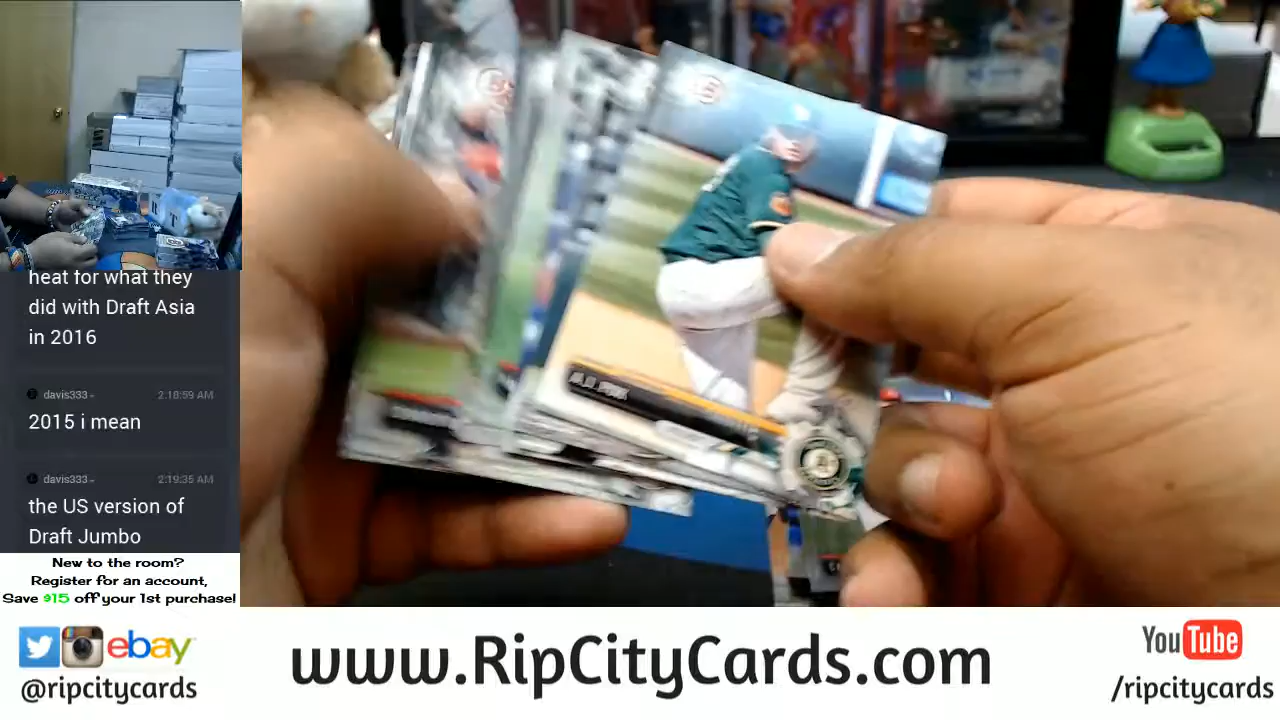 heat for what they
did with Draft Asia
in 2016
davis333
2:18:59 AM
2015 i mean
davis333
2:19:35 AM
the US version of
Draft Jumbo
New to the room?
Register for an account,
Save $15 off your 1st purchase!
ebay
@ripcitycards
www.RipCityCards.com
YouTube
/ripcitycards
A.J. PUK